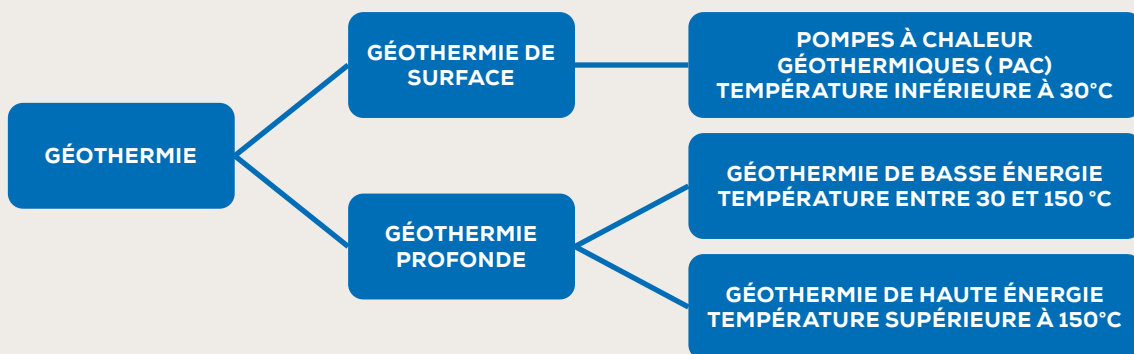 GÉOTHERMIE
GÉOTHERMIE DE
SURFACE
GÉOTHERMIE
PROFONDE
POMPES À CHALEUR
GÉOTHERMIQUES ( PAC)
TEMPÉRATURE INFÉRIEURE À 30°C
GÉOTHERMIE DE BASSE ÉNERGIE
TEMPÉRATURE ENTRE 30 ET 150 °C
GÉOTHERMIE DE HAUTE ÉNERGIE
TEMPÉRATURE SUPÉRIEURE À 150°C